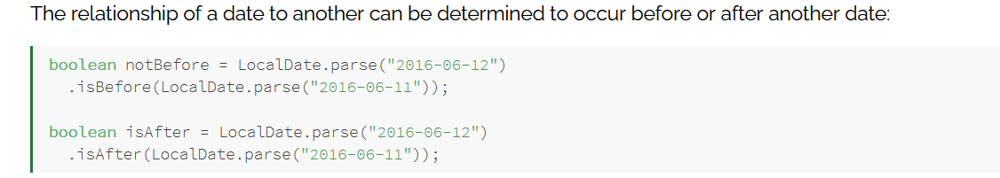 The relationship of a date to another can be determined to occur before or after another date:
boolean notBefore = LocalDate.parse("2016-06-12")
  .isBefore(LocalDate.parse("2016-06-11"));
boolean isAfter = LocalDate.parse("2016-06-12")
  .isAfter(LocalDate.parse("2016-06-11"));